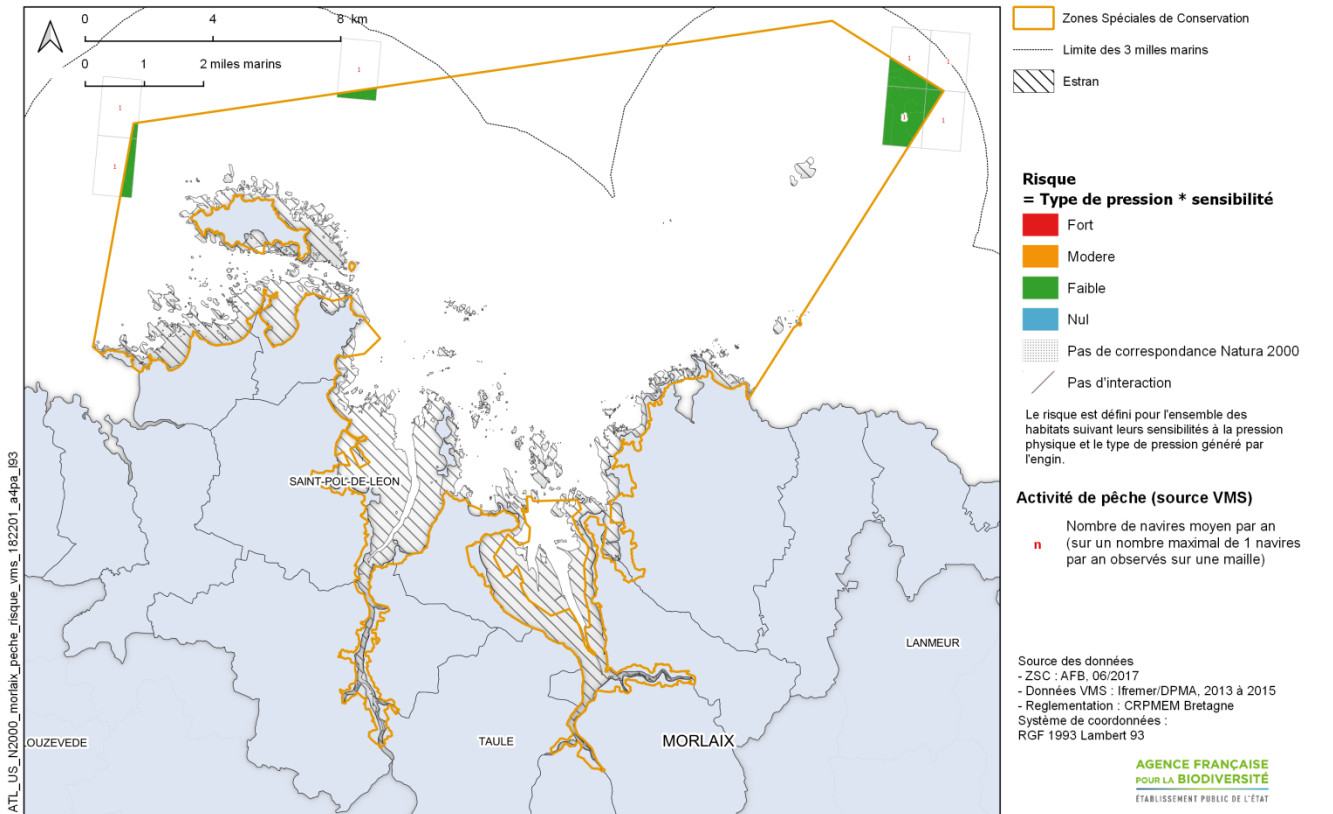 0 4 8 km
0 1 2 miles marins
1
1
1
1
1
1
1
1
SAINT-POL-DE-LEON
LANMEUR
OUZEVEDE
TAULE
MORLAIX
ATL_US_N2000_morlaix_peche_risque_vms_182201_a4pa_l93
Zones Spéciales de Conservation
Limite des 3 milles marins
Estran
Risque
= Type de pression * sensibilité
Fort
Modere
Faible
Nul
Pas de correspondance Natura 2000
Pas d'interaction
Le risque est défini pour l'ensemble des
habitats suivant leurs sensibilités à la pression
physique et le type de pression généré par
l'engin.
Activité de pêche (source VMS)
Nombre de navires moyen par an
n (sur un nombre maximal de 1 navires
par an observés sur une maille)
Source des données
- ZSC : AFB, 06/2017
- Données VMS : Ifremer/DPMA, 2013 à 2015
- Reglementation : CRPMEM Bretagne
Système de coordonnées :
RGF 1993 Lambert 93
AGENCE FRANÇAISE
POUR LA BIODIVERSITÉ
ÉTABLISSEMENT PUBLIC DE L'ÉTAT